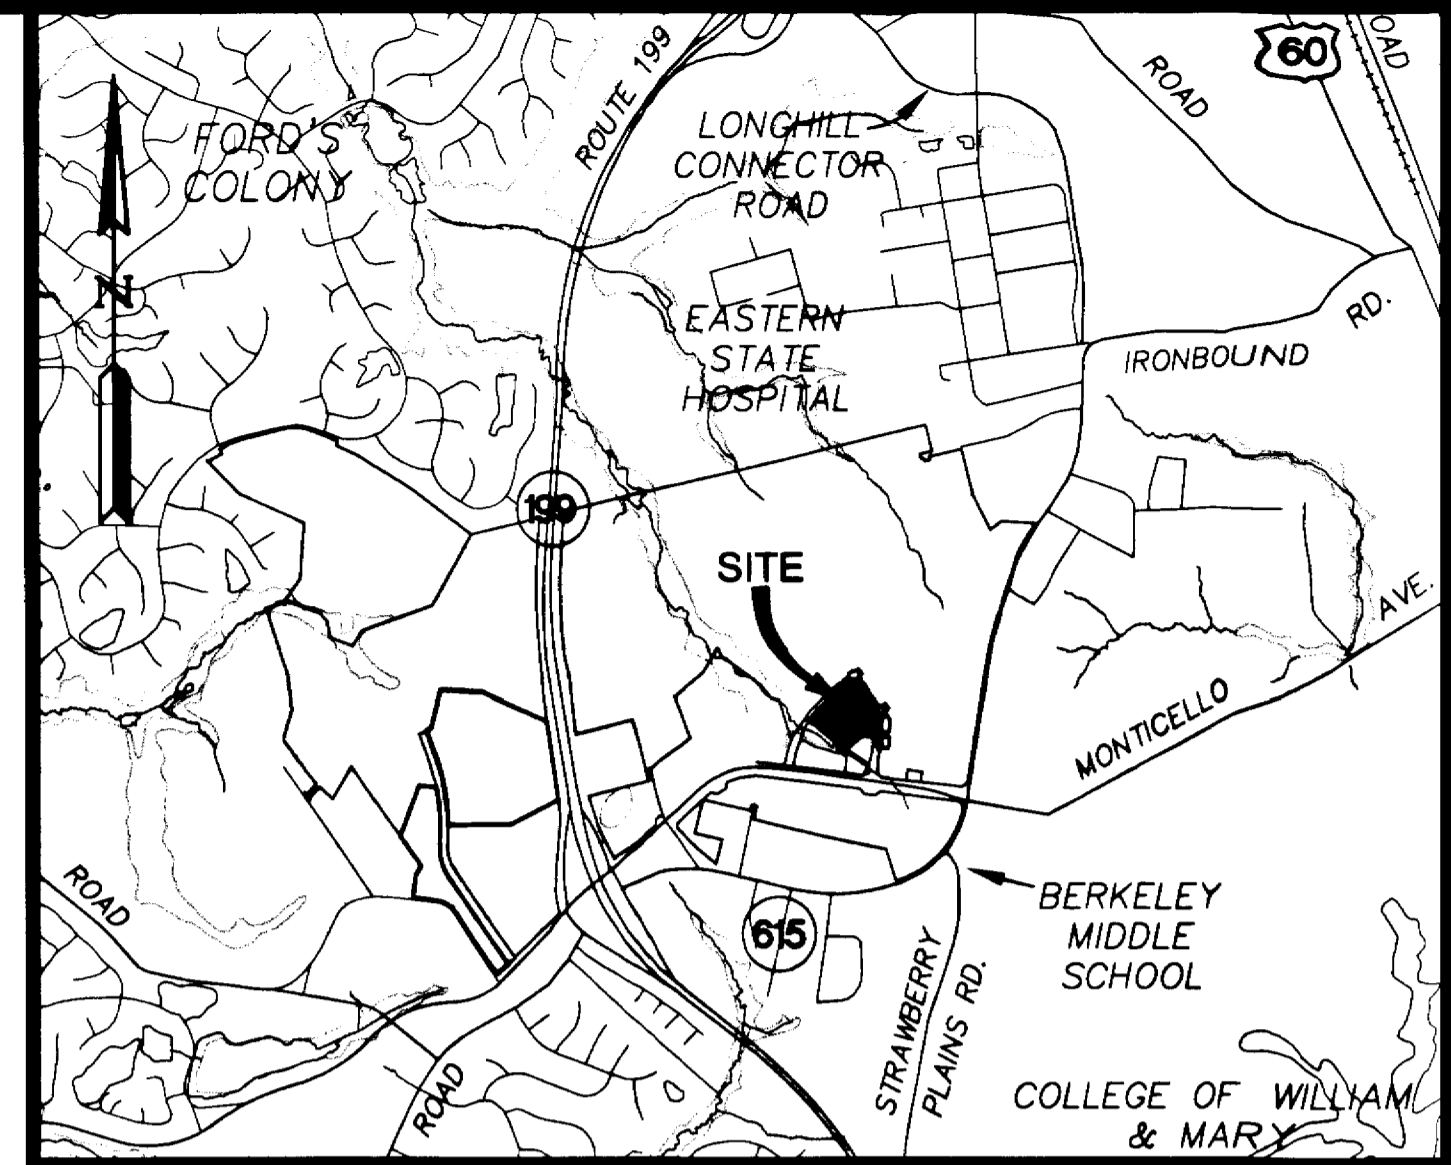 ROUTE 199
60
OAD
ROAD
FORD'S
COLONY
LONGHILL
CONNECTOR
ROAD
N
EASTERN
STATE
HOSPITAL
RD.
IRONBOUND
199
SITE
AVE.
MONTICELLO
ROAD
BERKELEY
MIDDLE
SCHOOL
615
STRAWBERRY
PLAINS RD.
ROAD
COLLEGE OF WILLIAM
& MARY